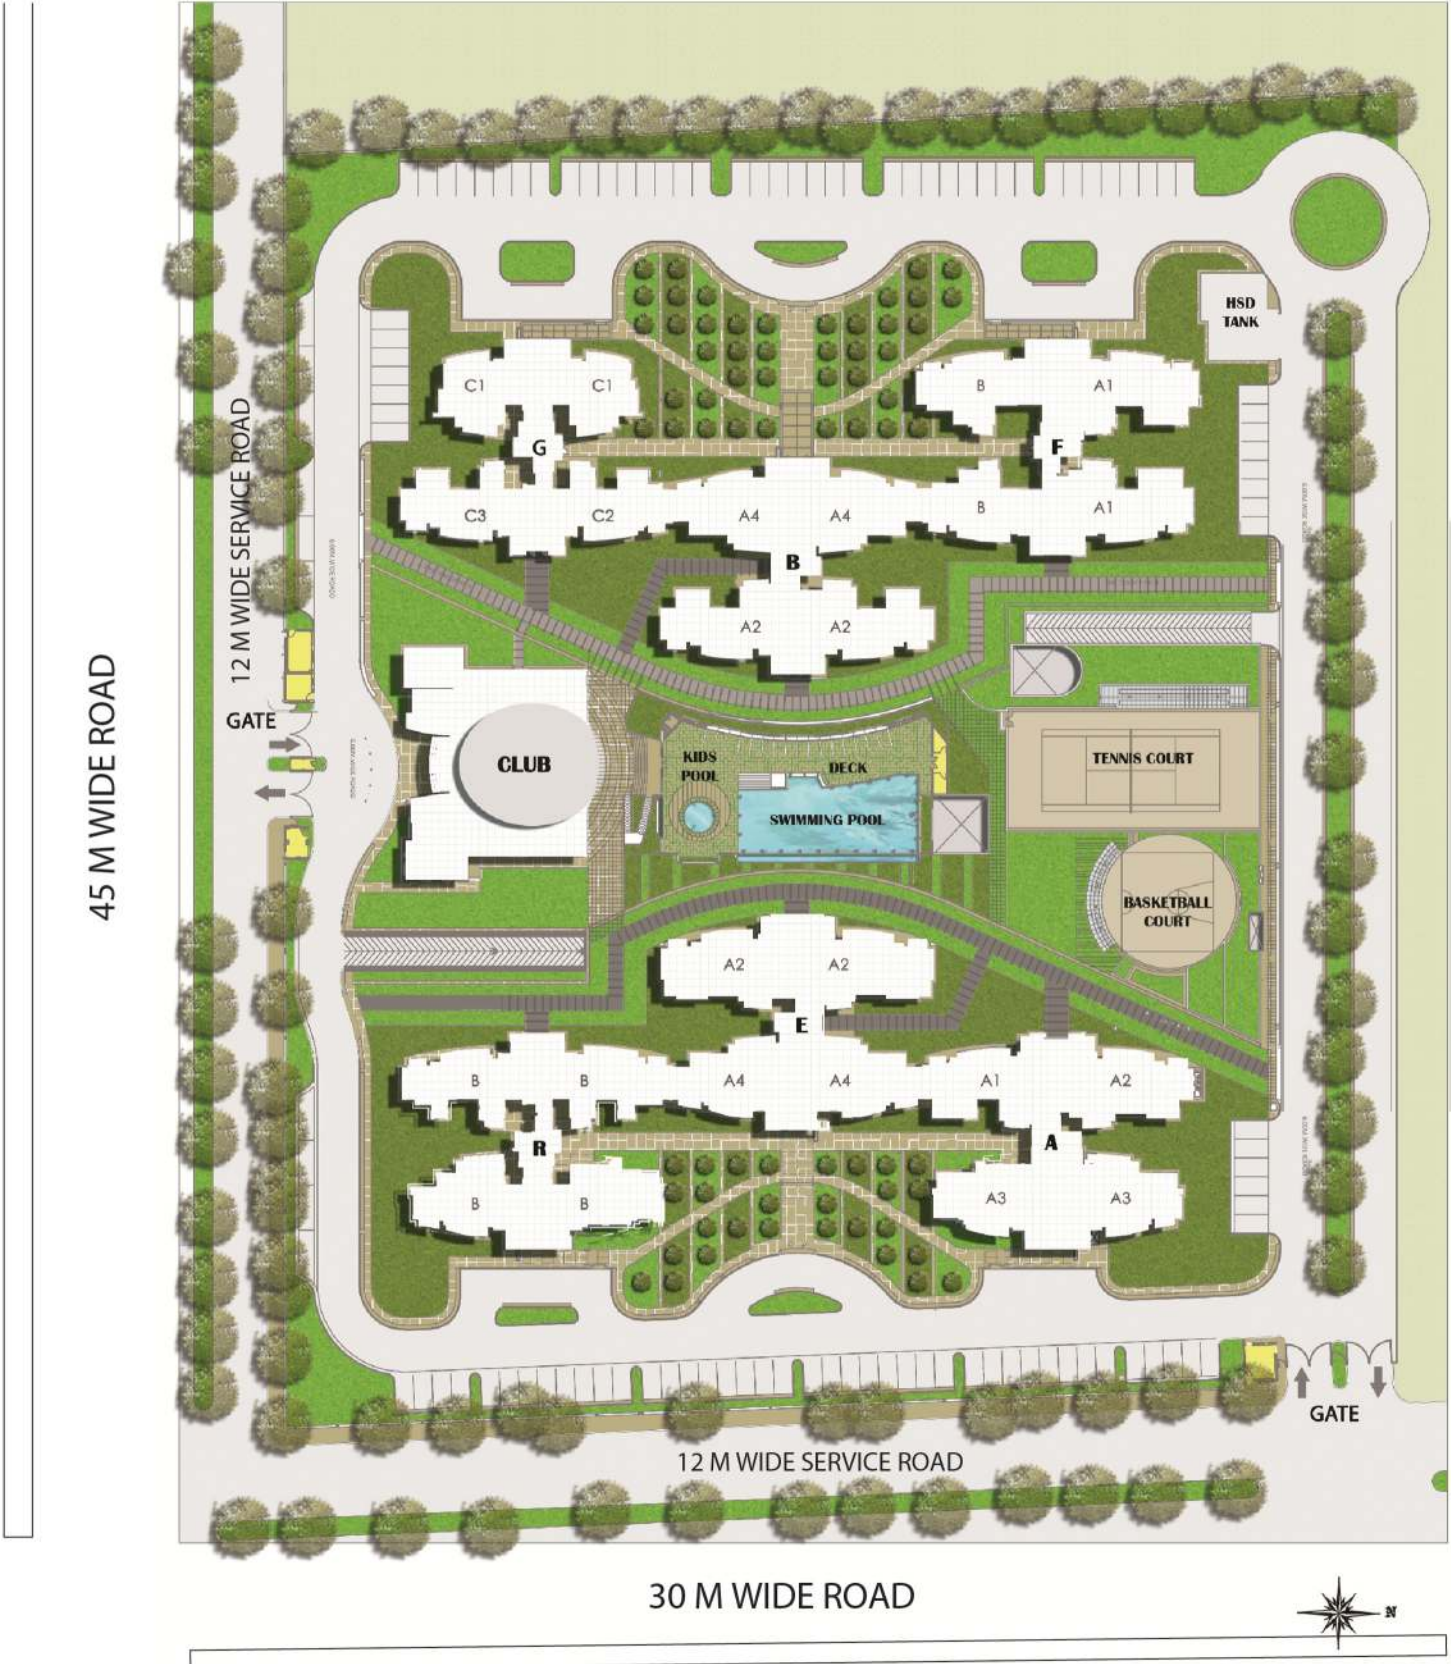 HSD
TANK
C1
C1
B
A1
G
F
C3
C2
A4
A4
B
A1
B
A2
A2
12 M WIDE SERVICE ROAD
45 M WIDE ROAD
GATE
CLUB
KIDS
POOL
DECK
SWIMMING POOL
TENNIS COURT
BASKETBALL
COURT
A2
A2
E
B
B
A4
A4
A1
A2
R
A
B
B
A3
A3
GATE
12 M WIDE SERVICE ROAD
30 M WIDE ROAD
N